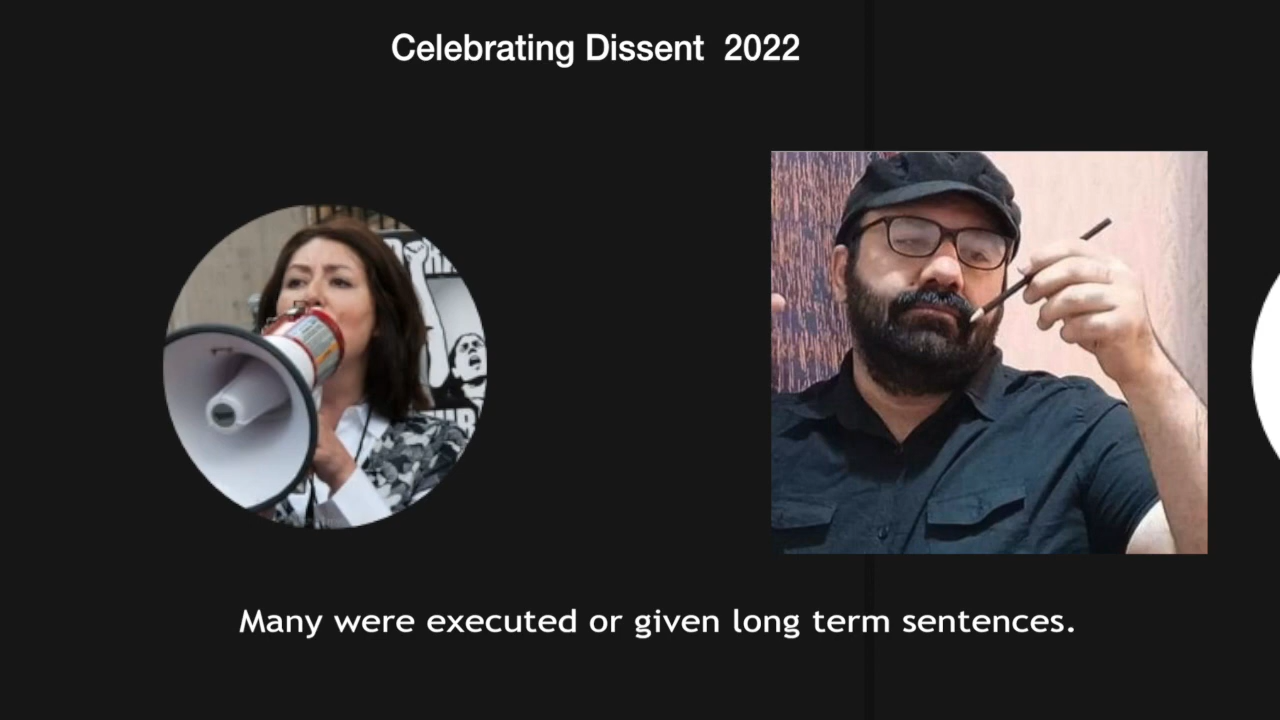 Celebrating Dissent 2022
Many were executed or given long term sentences.